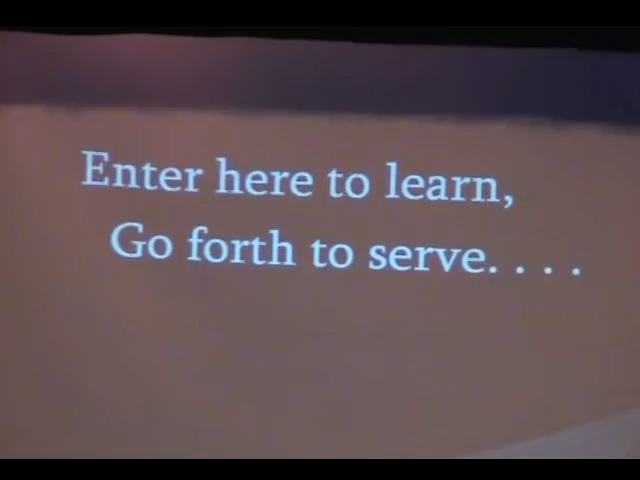 Enter here to learn,
Go forth to serve. . . .